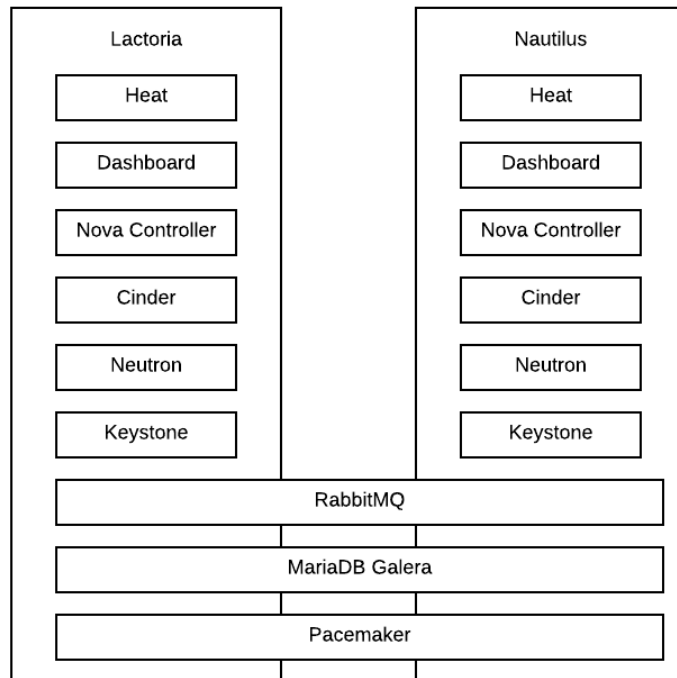 Lactoria
Heat
Dashboard
Nova Controller
Cinder
Neutron
Keystone
Nautilus
Heat
Dashboard
Nova Controller
Cinder
Neutron
Keystone
RabbitMQ
MariaDB Galera
Pacemaker